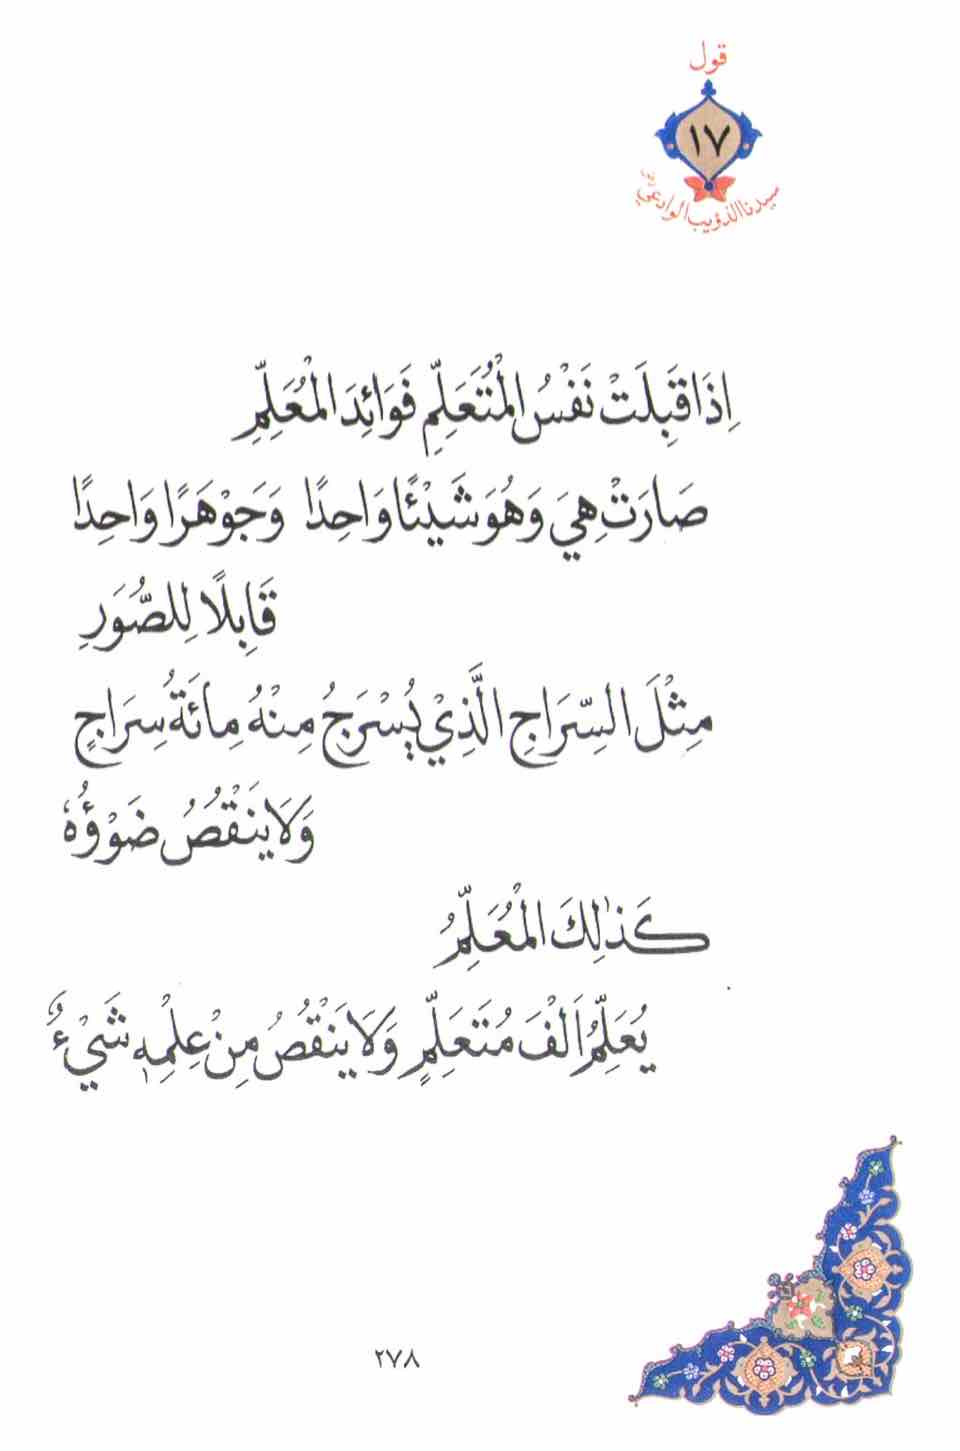 قول
١٧
سيدنا الذؤيب الوادعي رض
اِذَا قَبِلَتْ نَفْسُ الْمُتَعَلِّمِ فَوَائِدَ الْمُعَلِّمِ
صَارَتْ هِيَ وَهُوَ شَيْئًا وَاحِدًا وَجَوْهَرًا وَاحِدًا
قَابِلًا لِلصُّوَرِ
مِثْلَ السِّرَاجِ الَّذِيْ يُسْرَجُ مِنْهُ مِائَةُ سِرَاجٍ
وَلَا يَنْقُصُ ضَوْؤُهٗ
كَذٰلِكَ الْمُعَلِّمُ
يُعَلِّمُ اَلْفَ مُتَعَلِّمٍ وَلَا يَنْقُصُ مِنْ عِلْمِهٖ شَيْءٌ
٢٧٨